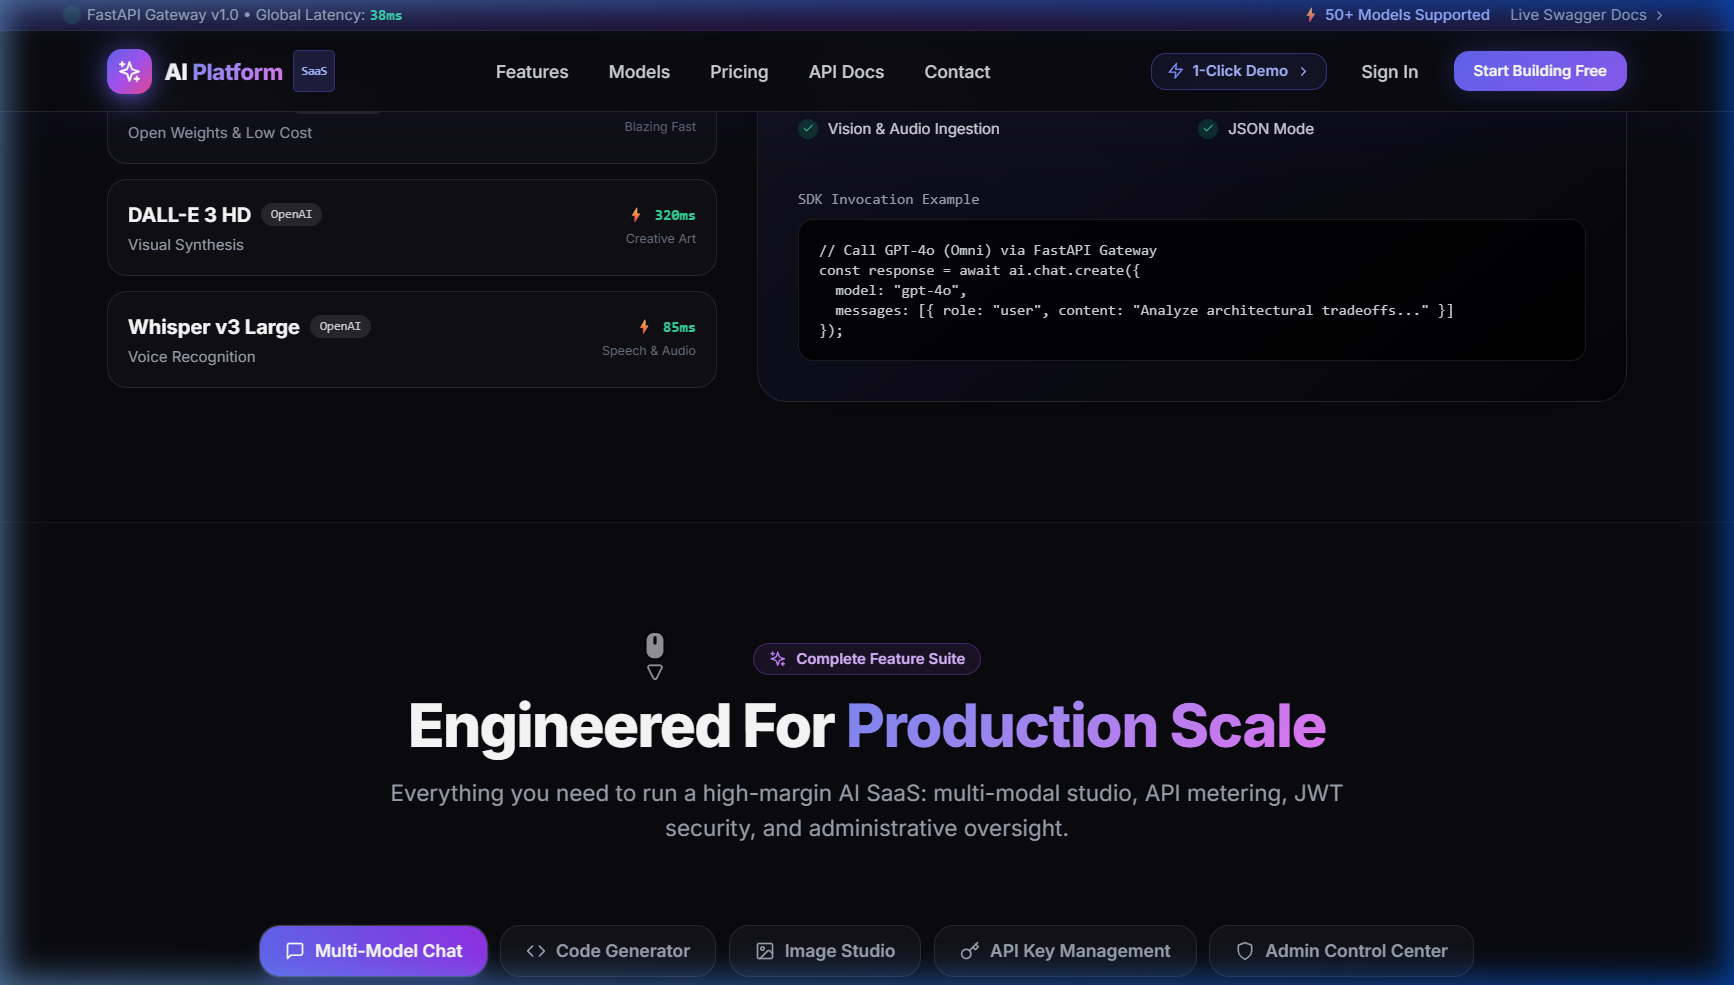 FastAPI Gateway v1.0 • Global Latency: 38ms
50+ Models Supported
Live Swagger Docs
AI Platform
SaaS
Features
Models
Pricing
API Docs
Contact
1-Click Demo
Sign In
Start Building Free
Open Weights & Low Cost
Blazing Fast
DALL-E 3 HD
OpenAI
320ms
Visual Synthesis
Creative Art
Whisper v3 Large
OpenAI
85ms
Voice Recognition
Speech & Audio
Vision & Audio Ingestion
JSON Mode
SDK Invocation Example
// Call GPT-4o (Omni) via FastAPI Gateway
const response = await ai.chat.create({
  model: "gpt-4o",
  messages: [{ role: "user", content: "Analyze architectural tradeoffs..." }]
});
Complete Feature Suite
Engineered For Production Scale
Everything you need to run a high-margin AI SaaS: multi-modal studio, API metering, JWT
security, and administrative oversight.
Multi-Model Chat
Code Generator
Image Studio
API Key Management
Admin Control Center